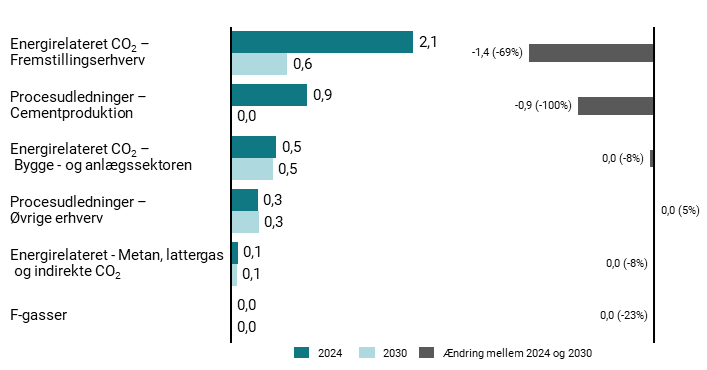 Energirelateret CO₂ –
Fremstillingserhverv
2,1
0,6
-1,4 (-69%)
Procesudledninger –
Cementproduktion
0,9
0,0
-0,9 (-100%)
Energirelateret CO₂ –
Bygge - og anlægssektoren
0,5
0,5
0,0 (-8%)
Procesudledninger –
Øvrige erhverv
0,3
0,3
0,0 (5%)
Energirelateret - Metan, lattergas
og indirekte CO₂
0,1
0,1
0,0 (-8%)
F-gasser
0,0
0,0
0,0 (-23%)
2024
2030
Ændring mellem 2024 og 2030